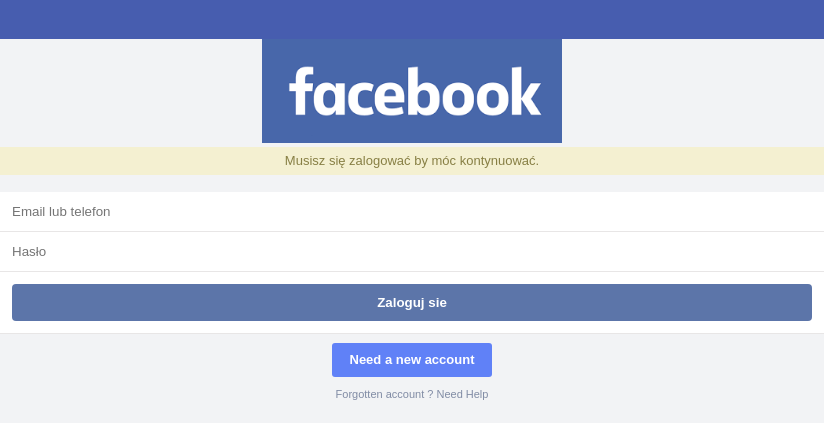 facebook
Musisz się zalogować by móc kontynuować.
Email lub telefon
Hasło
Zaloguj sie
Need a new account
Forgotten account ? Need Help